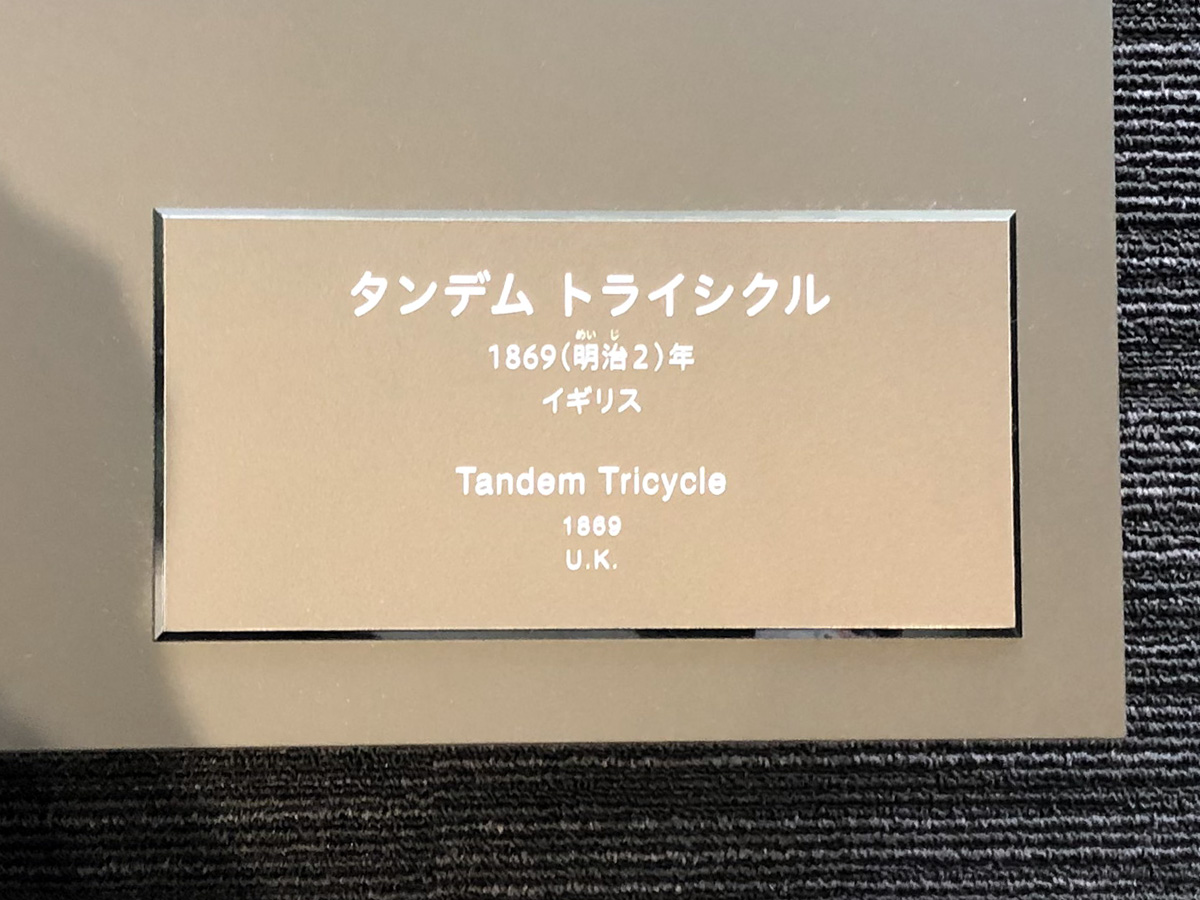 タンデム トライシクル
めい じ
1869(明治2)年
イギリス
Tandem Tricycle
1869
U.K.